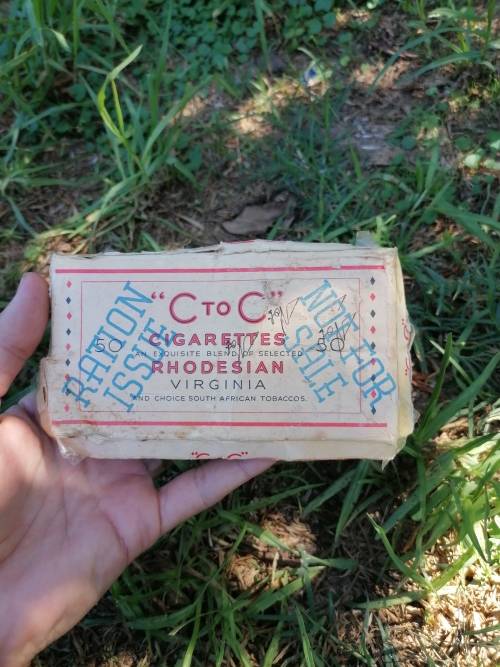 "C TO C"
50 CIGARETTES 50
AN EXQUISITE BLEND OF SELECTED
RHODESIAN
VIRGINIA
AND CHOICE SOUTH AFRICAN TOBACCOS.
RATION
ISSUE
NOT FOR
SALE
"C TO C"